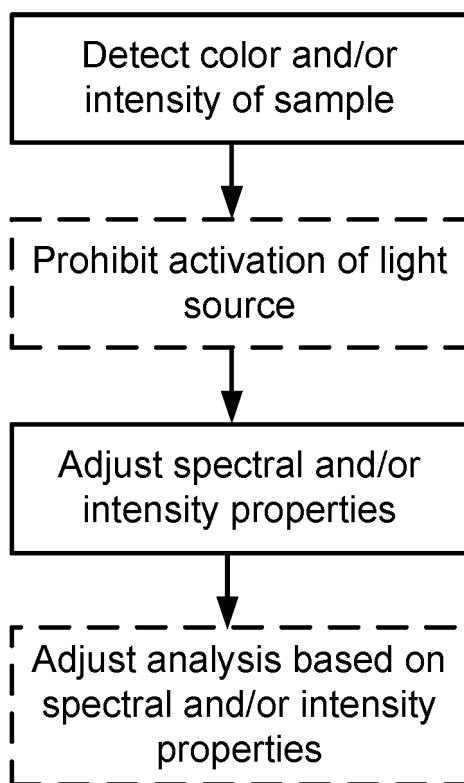 Detect color and/or
intensity of sample
Prohibit activation of light
source
Adjust spectral and/or
intensity properties
Adjust analysis based on
spectral and/or intensity
properties